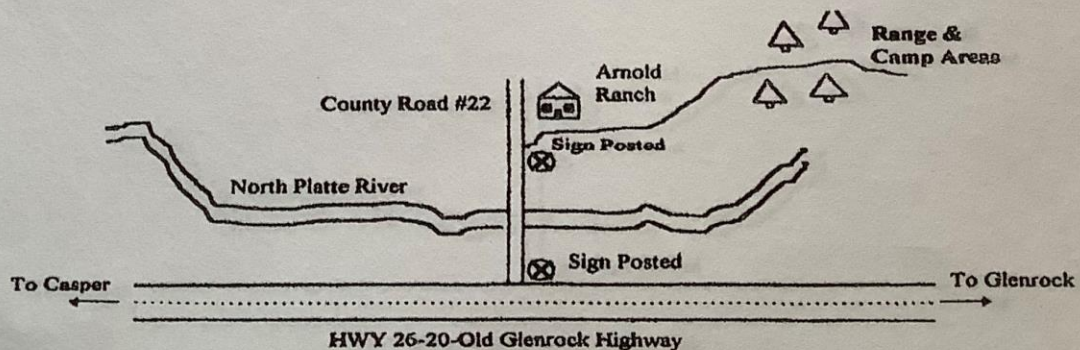 Range &
Camp Areas
Arnold
Ranch
County Road #22
Sign Posted
North Platte River
Sign Posted
To Casper
To Glenrock
HWY 26-20-Old Glenrock Highway